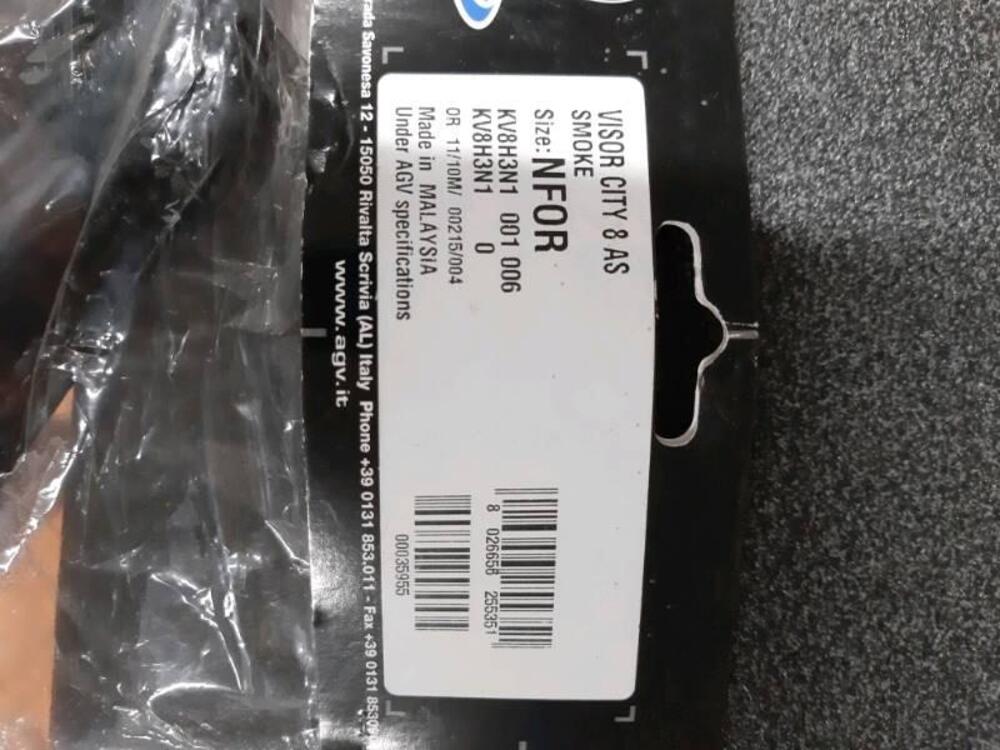 VISOR CITY 8 AS
SMOKE
Size: NFOR
KV8H3N1 001 006
KV8H3N1 0
OR 11/10M/ 00215/004
Made in MALAYSiA
Under AGV specifications
8 026658 255351
00035955
rada Savonesa 12 - 15050 Rivalta Scrivia (AL) Italy Phone +39 0131 853.011 - Fax +39 0131 85309
www.agv.it